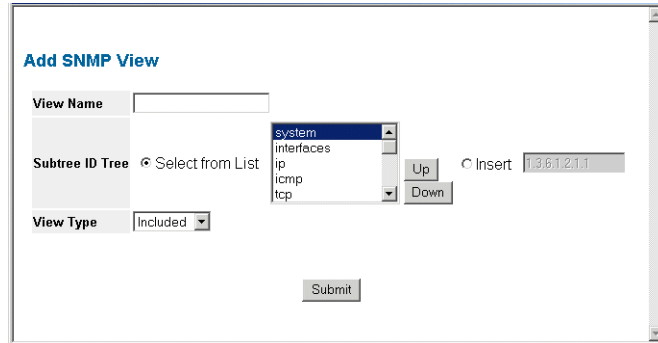 Add SNMP View
View Name
Subtree ID Tree
Select from List
system
interfaces
ip
icmp
tcp
Up
Down
Insert
1.3.6.1.2.1.1
View Type
Included
Submit